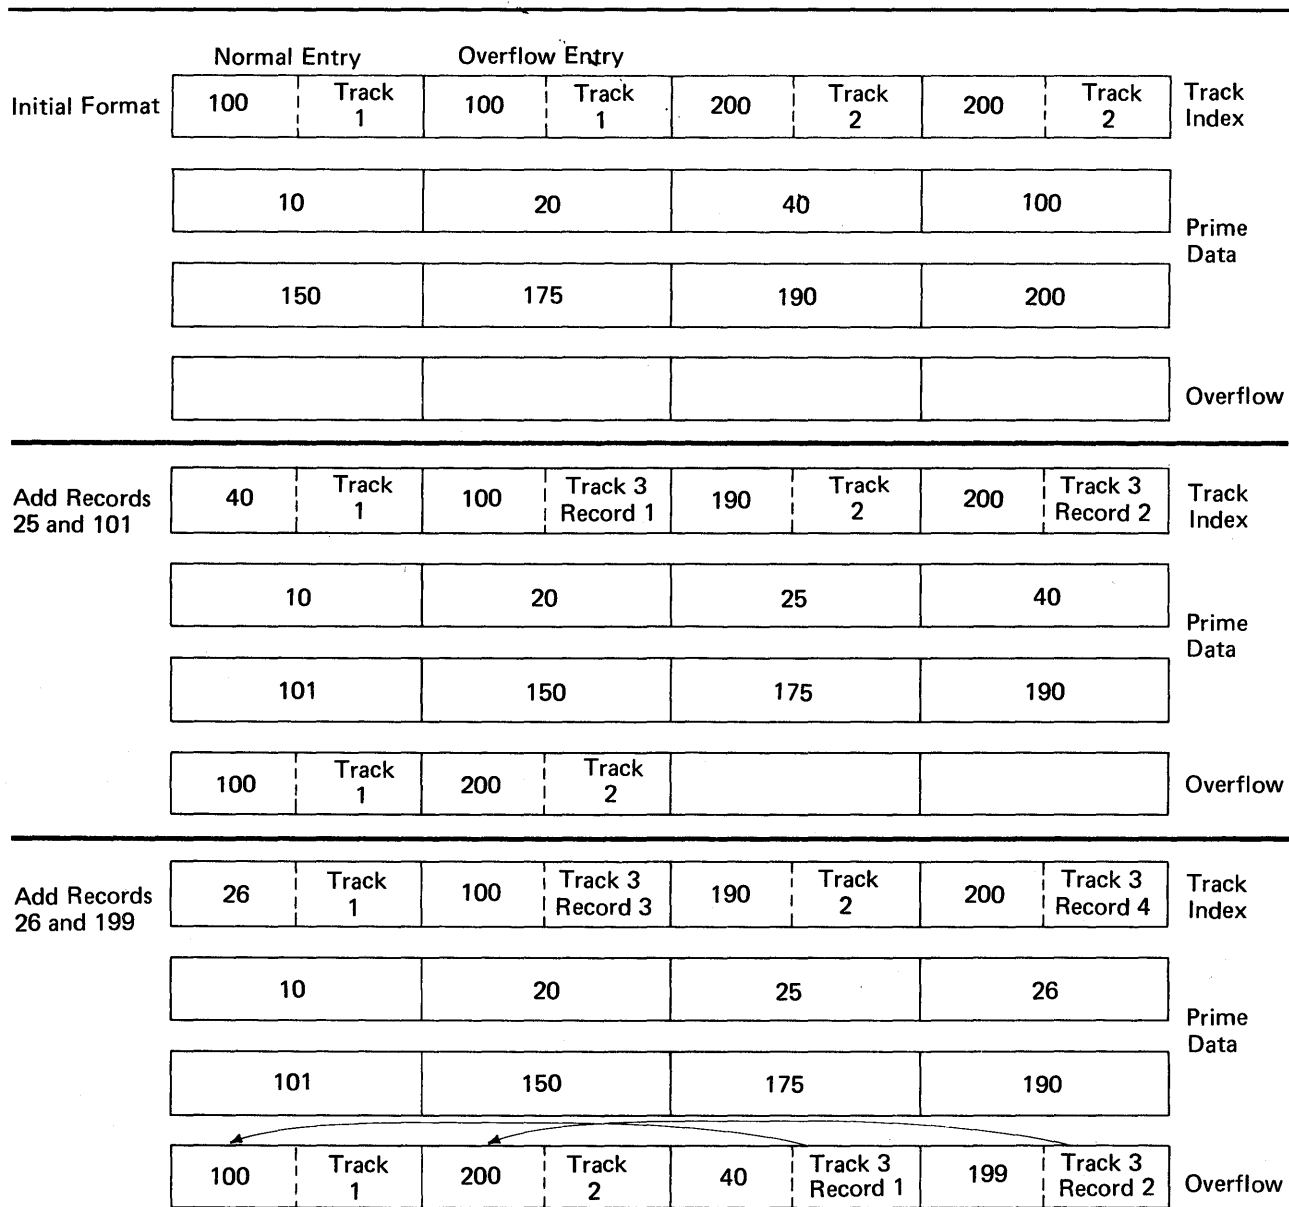 Normal Entry Overflow Entry
Initial Format 100 Track 1 100 Track 1 200 Track 2 200 Track 2 Track Index
10 20 40 100
Prime Data
150 175 190 200
Overflow
Add Records 25 and 101 40 Track 1 100 Track 3 Record 1 190 Track 2 200 Track 3 Record 2 Track Index
10 20 25 40
Prime Data
101 150 175 190
100 Track 1 200 Track 2 Overflow
Add Records 26 and 199 26 Track 1 100 Track 3 Record 3 190 Track 2 200 Track 3 Record 4 Track Index
10 20 25 26
Prime Data
101 150 175 190
100 Track 1 200 Track 2 40 Track 3 Record 1 199 Track 3 Record 2 Overflow